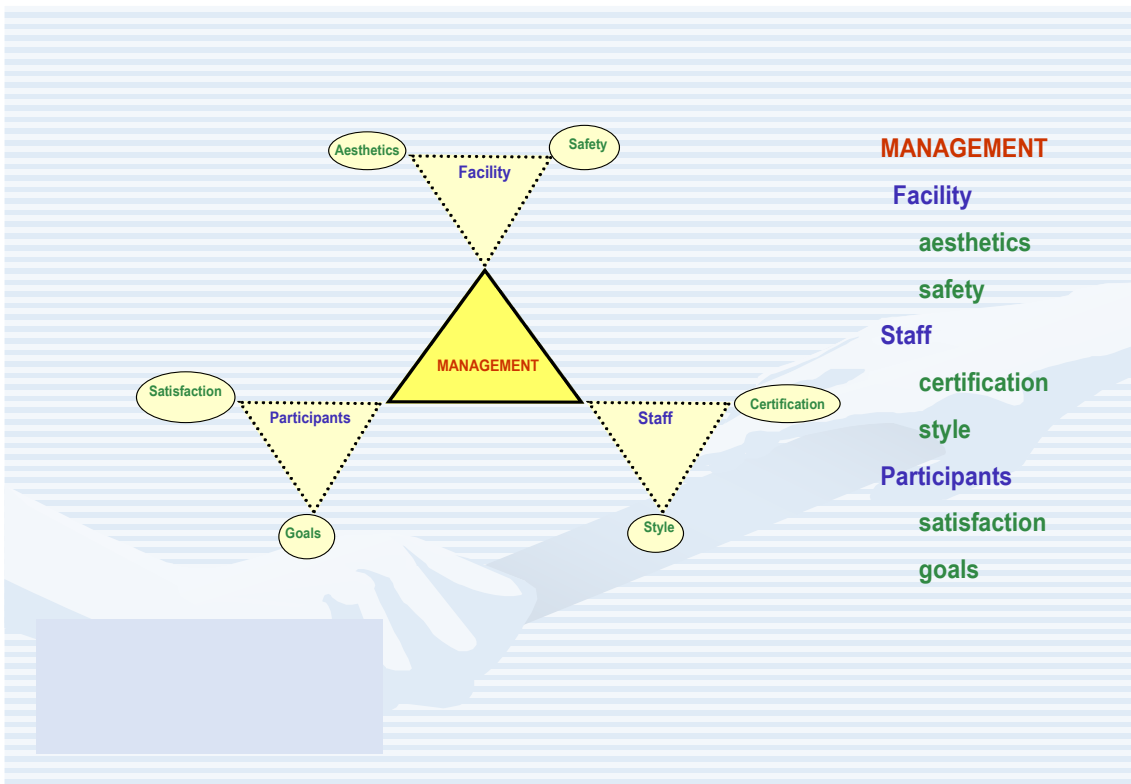 Aesthetics
Safety
Facility
MANAGEMENT
Satisfaction
Participants
Goals
Staff
Certification
Style
MANAGEMENT
Facility
aesthetics
safety
Staff
certification
style
Participants
satisfaction
goals